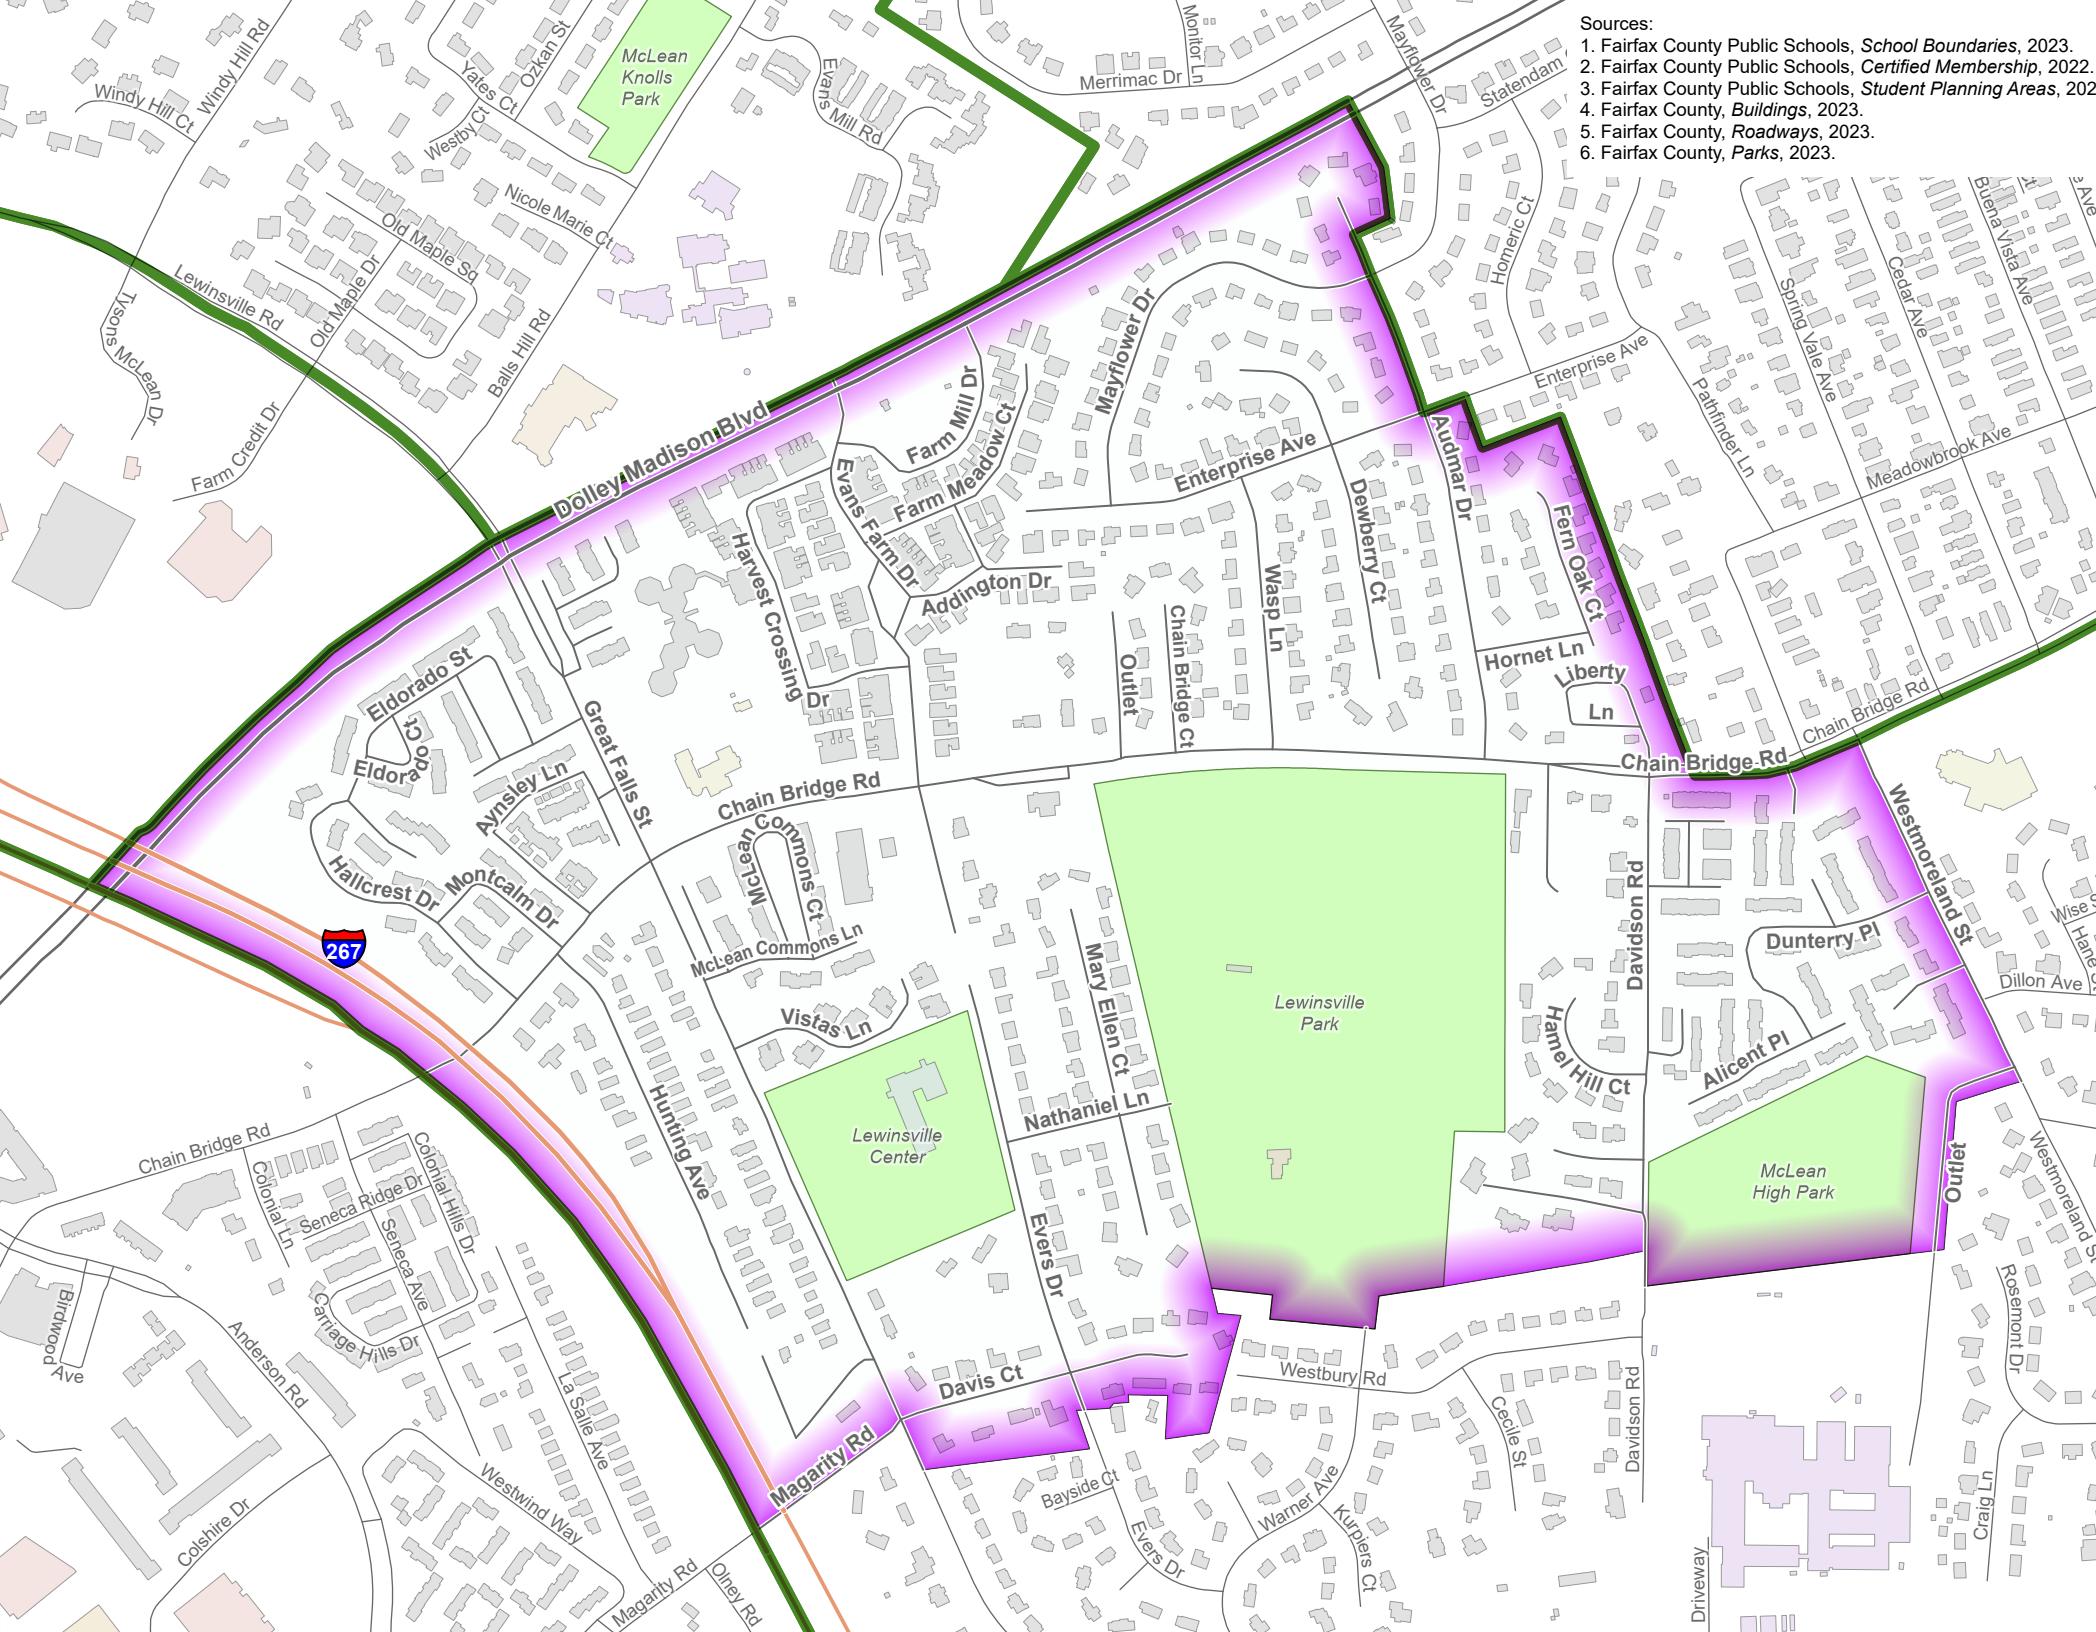 Sources:
1. Fairfax County Public Schools, School Boundaries, 2023.
2. Fairfax County Public Schools, Certified Membership, 2022.
3. Fairfax County Public Schools, Student Planning Areas, 202
4. Fairfax County, Buildings, 2023.
5. Fairfax County, Roadways, 2023.
6. Fairfax County, Parks, 2023.
Windy Hill Rd
Windy Hill Ct
Yates Ct
Ozkan St
Westby Ct
McLean
Knolls
Park
Evans Mill Rd
Merrimac Dr
Monitor Ln
Mayflower Dr
Statendam
Nicole Marie Ct
Old Maple Sq
Old Maple Dr
Lewinsville Rd
Balls Hill Rd
Tysons McLean Dr
Farm Credit Dr
Homeric Ct
Enterprise Ave
Pathfinder Ln
Spring Vale Ave
Cedar Ave
Buena Vista Ave
Ct
e Ave
Meadowbrook Ave
Dolley Madison Blvd
Mayflower Dr
Farm Mill Dr
Farm Meadow Ct
Evans Farm Dr
Enterprise Ave
Audmar Dr
Dewberry Ct
Fern Oak Ct
Harvest Crossing
Dr
Addington Dr
Wasp Ln
Chain Bridge Ct
Outlet
Hornet Ln
Liberty
Ln
Eldorado St
Eldora
do Ct
Great Falls St
Aynsley Ln
Chain Bridge Rd
Chain Bridge Rd
Chain Bridge Rd
Westmoreland St
Hallcrest Dr
Montcalm Dr
McLean
Commons Ct
McLean Commons Ln
Davidson Rd
Dunterry Pl
Wise S
Hane
Dillon Ave
267
Mary Ellen Ct
Lewinsville
Park
Vistas Ln
Hamel Hill Ct
Alicent Pl
Hunting Ave
Lewinsville
Center
Nathaniel Ln
McLean
High Park
Outlet
Westmoreland S
Chain Bridge Rd
Colonial Ln
Seneca Ridge Dr
Colonial Hills Dr
Seneca Ave
Evers Dr
Rosemont Dr
Birdwood
Ave
Anderson Rd
Carriage Hills Dr
La Salle Ave
Davis Ct
Westbury Rd
Cecile St
Davidson Rd
Magarity Rd
Westwind Way
Colshire Dr
Bayside Ct
Evers Dr
Warner Ave
Kurpiers Ct
Craig Ln
Driveway
Magarity Rd
Olney Rd